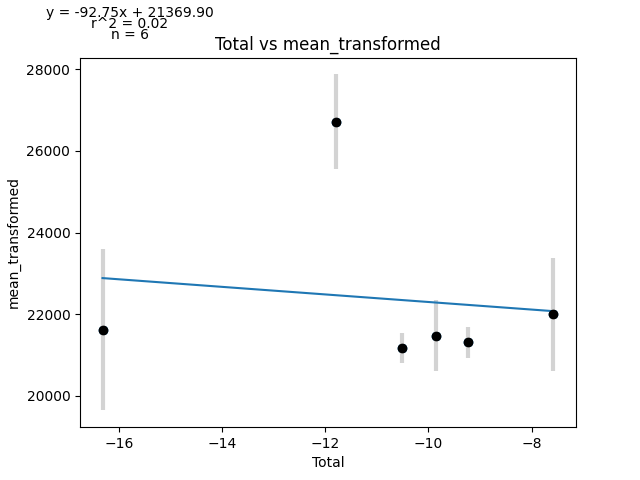 y = -92.75x + 21369.90
r^2 = 0.02
n = 6
Total vs mean_transformed
28000
26000
24000
22000
20000
mean_transformed
−16
−14
−12
−10
−8
Total